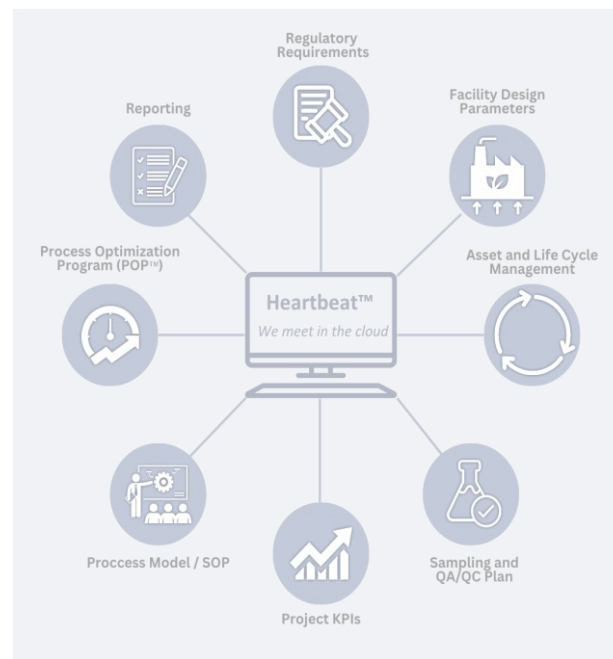 Regulatory
Requirements
Reporting
Facility Design
Parameters
Process Optimization
Program (POP™)
Asset and Life Cycle
Management
Heartbeat™
We meet in the cloud
Proccess Model / SOP
Sampling and
QA/QC Plan
Project KPIs